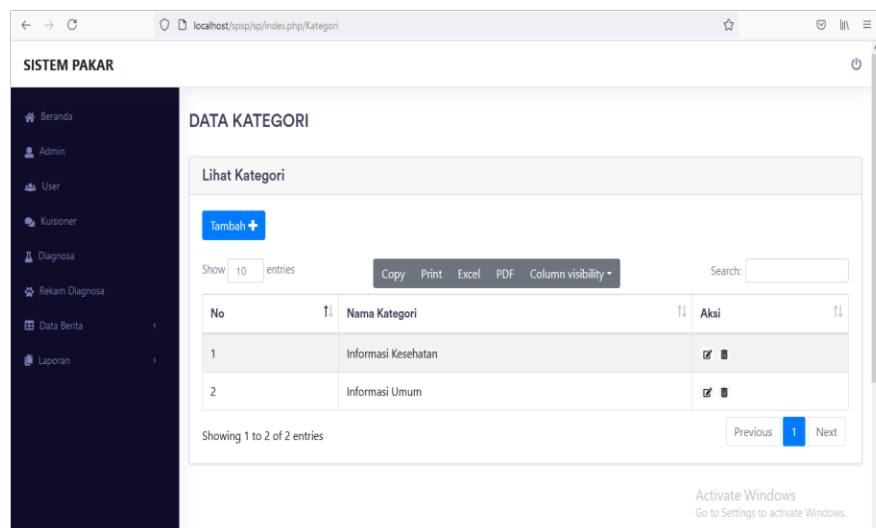 localhost/spsp/sp/index.php/Kategori
SISTEM PAKAR
Beranda
Admin
User
Kuisioner
Diagnosa
Rekam Diagnosa
Data Berita
Laporan
DATA KATEGORI
Lihat Kategori
Tambah
Show 10 entries
Copy Print Excel PDF Column visibility
Search:
No Nama Kategori Aksi
1 Informasi Kesehatan
2 Informasi Umum
Showing 1 to 2 of 2 entries
Previous 1 Next
Activate Windows
Go to Settings to activate Windows.